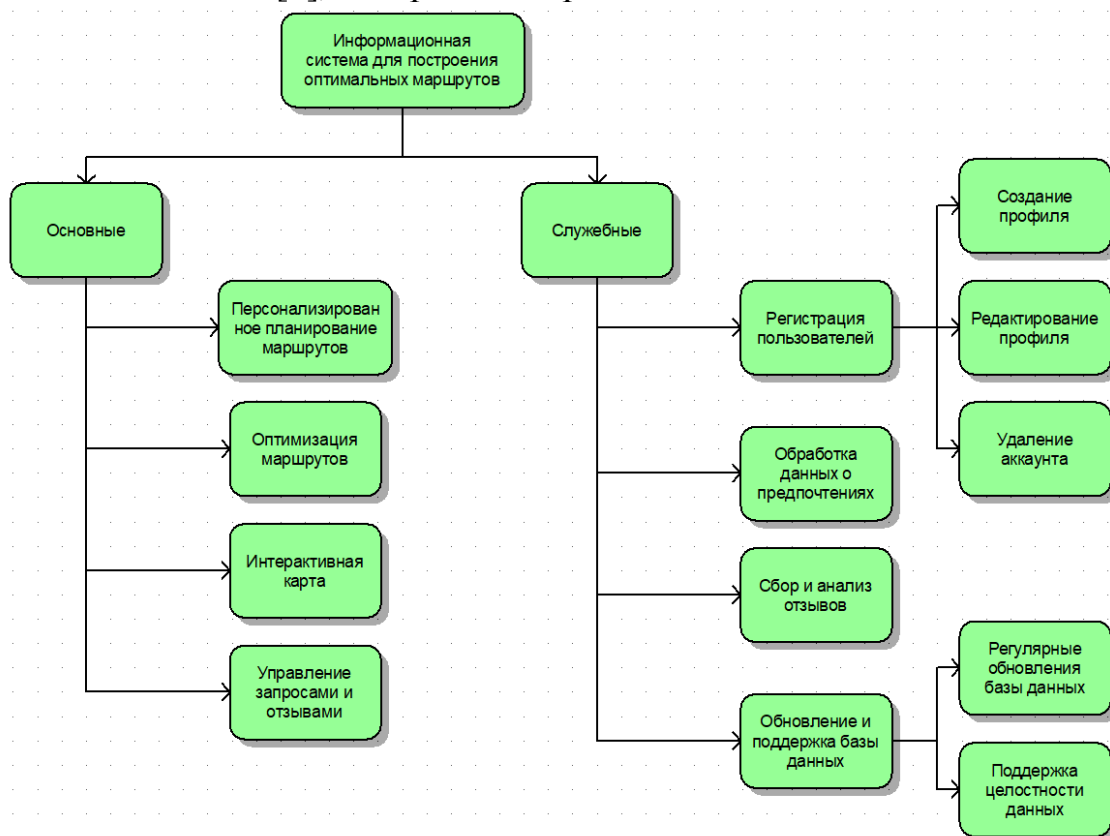 Информационная
система для построения
оптимальных маршрутов
Основные
Служебные
Персонализирован
ное планирование
маршрутов
Оптимизация
маршрутов
Интерактивная
карта
Управление
запросами и
отзывами
Регистрация
пользователей
Создание
профиля
Редактирование
профиля
Удаление
аккаунта
Обработка
данных о
предпочтениях
Сбор и анализ
отзывов
Обновление и
поддержка базы
данных
Регулярные
обновления
базы данных
Поддержка
целостности
данных